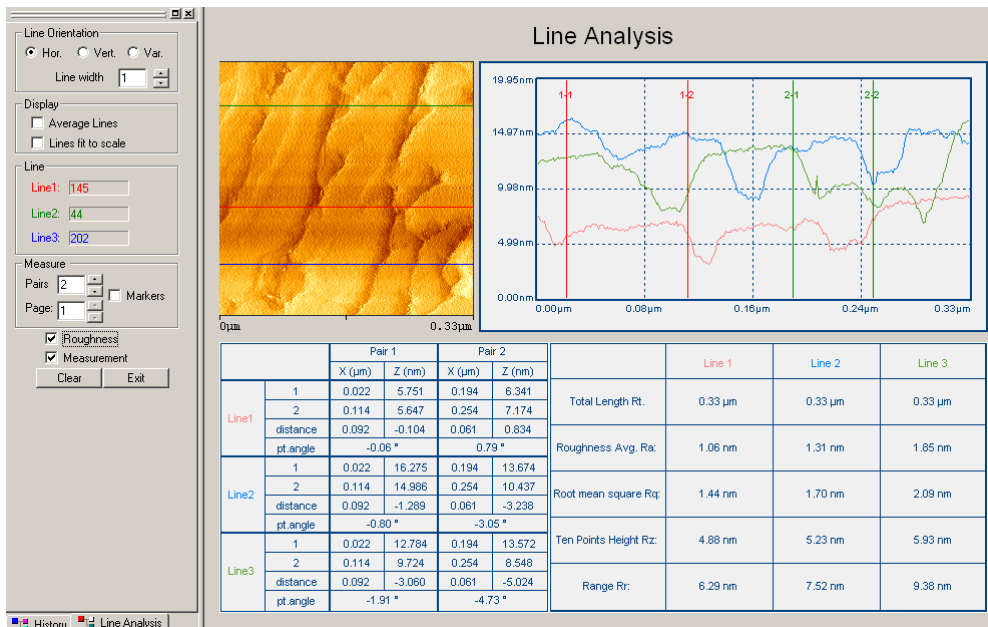 Line Orientation
Hor. Vert. Var.
Line width 1
Display
Average Lines
Lines fit to scale
Line
Line1: 145
Line2: 44
Line3: 202
Measure
Pairs 2
Markers
Page: 1
Roughness
Measurement
Clear Exit
History Line Analysis
Line Analysis
0µm 0.33µm
19.95nm
14.97nm
9.98nm
4.99nm
0.00nm
1-1 1-2 2-1 2-2
0.00µm 0.08µm 0.16µm 0.24µm 0.33µm
Pair 1 Pair 2
X (µm) Z (nm) X (µm) Z (nm)
Line1
1 0.022 5.751 0.194 6.341
2 0.114 5.647 0.254 7.174
distance 0.092 -0.104 0.061 0.834
pt.angle -0.06 ° 0.79 °
Line2
1 0.022 16.275 0.194 13.674
2 0.114 14.986 0.254 10.437
distance 0.092 -1.289 0.061 -3.238
pt.angle -0.80 ° -3.05 °
Line3
1 0.022 12.784 0.194 13.572
2 0.114 9.724 0.254 8.548
distance 0.092 -3.060 0.061 -5.024
pt.angle -1.91 ° -4.73 °
Line 1 Line 2 Line 3
Total Length Rt. 0.33 µm 0.33 µm 0.33 µm
Roughness Avg. Ra: 1.06 nm 1.31 nm 1.85 nm
Root mean square Rq: 1.44 nm 1.70 nm 2.09 nm
Ten Points Height Rz: 4.88 nm 5.23 nm 5.93 nm
Range Rr: 6.29 nm 7.52 nm 9.38 nm